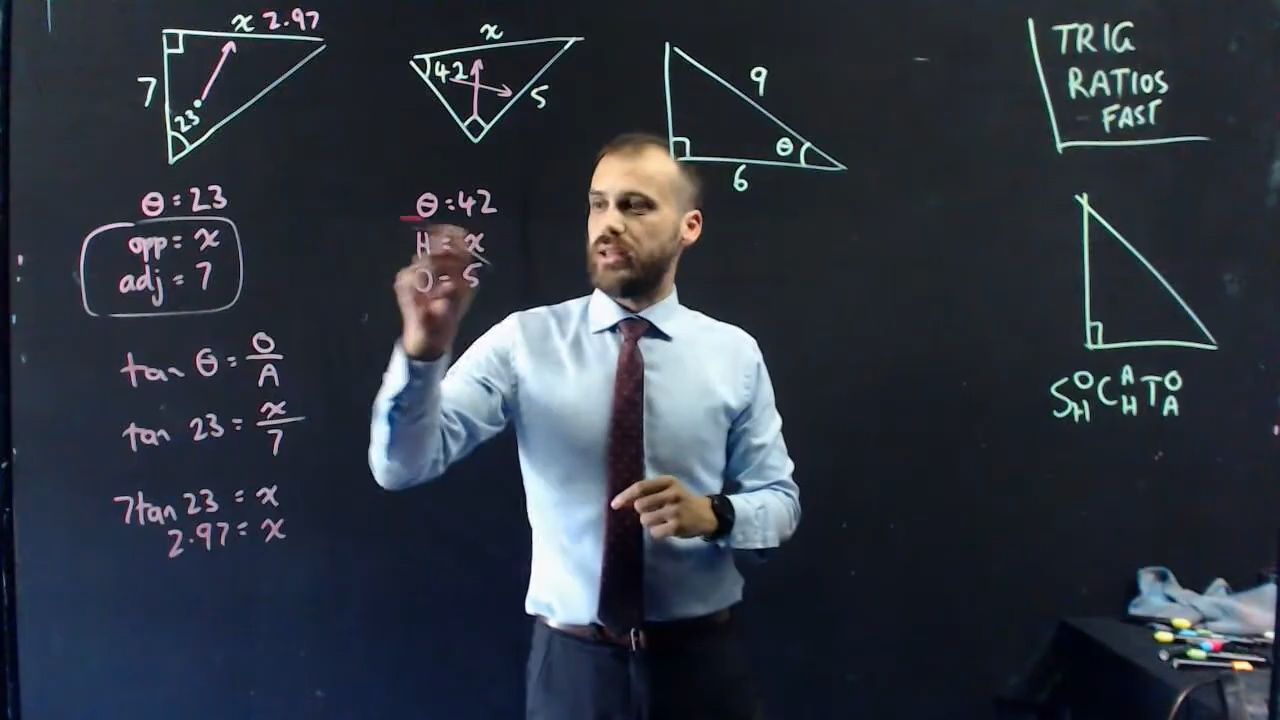 x 2.97
7
23°
θ = 23
opp = x
adj = 7
tan θ = O/A
tan 23 = x/7
7tan 23 = x
2.97 = x
x
42
5
θ = 42
H = x
O = 5
9
θ
6
TRIG
RATIOS
FAST
S O/H C A/H T O/A